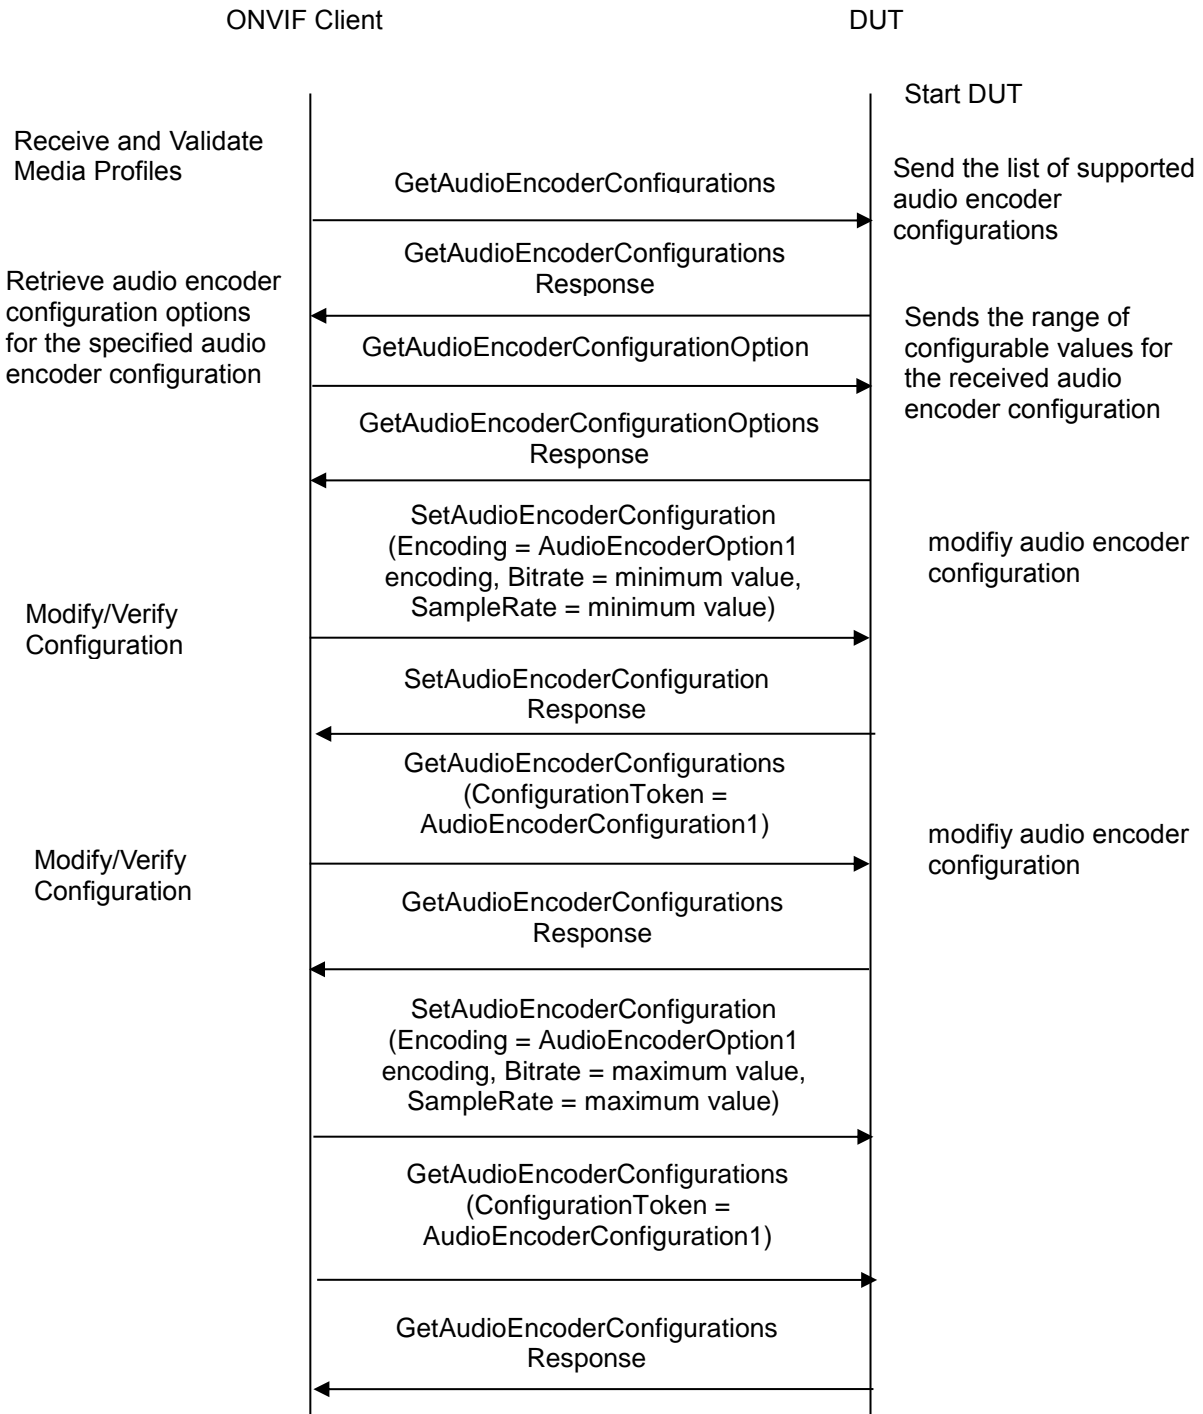 ONVIF Client
DUT
Start DUT
Receive and Validate
Media Profiles
GetAudioEncoderConfigurations
Send the list of supported
audio encoder
configurations
GetAudioEncoderConfigurations
Response
Retrieve audio encoder
configuration options
for the specified audio
encoder configuration
Sends the range of
configurable values for
the received audio
encoder configuration
GetAudioEncoderConfigurationOption
GetAudioEncoderConfigurationOptions
Response
SetAudioEncoderConfiguration
(Encoding = AudioEncoderOption1
encoding, Bitrate = minimum value,
SampleRate = minimum value)
modifiy audio encoder
configuration
Modify/Verify
Configuration
SetAudioEncoderConfiguration
Response
GetAudioEncoderConfigurations
(ConfigurationToken =
AudioEncoderConfiguration1)
modifiy audio encoder
configuration
Modify/Verify
Configuration
GetAudioEncoderConfigurations
Response
SetAudioEncoderConfiguration
(Encoding = AudioEncoderOption1
encoding, Bitrate = maximum value,
SampleRate = maximum value)
GetAudioEncoderConfigurations
(ConfigurationToken =
AudioEncoderConfiguration1)
GetAudioEncoderConfigurations
Response